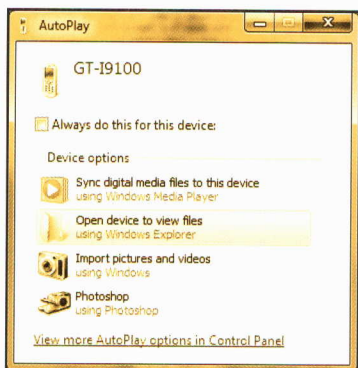 AutoPlay
GT-I9100
Always do this for this device:
Device options
Sync digital media files to this device
using Windows Media Player
Open device to view files
using Windows Explorer
Import pictures and videos
using Windows
Photoshop
using Photoshop
View more AutoPlay options in Control Panel